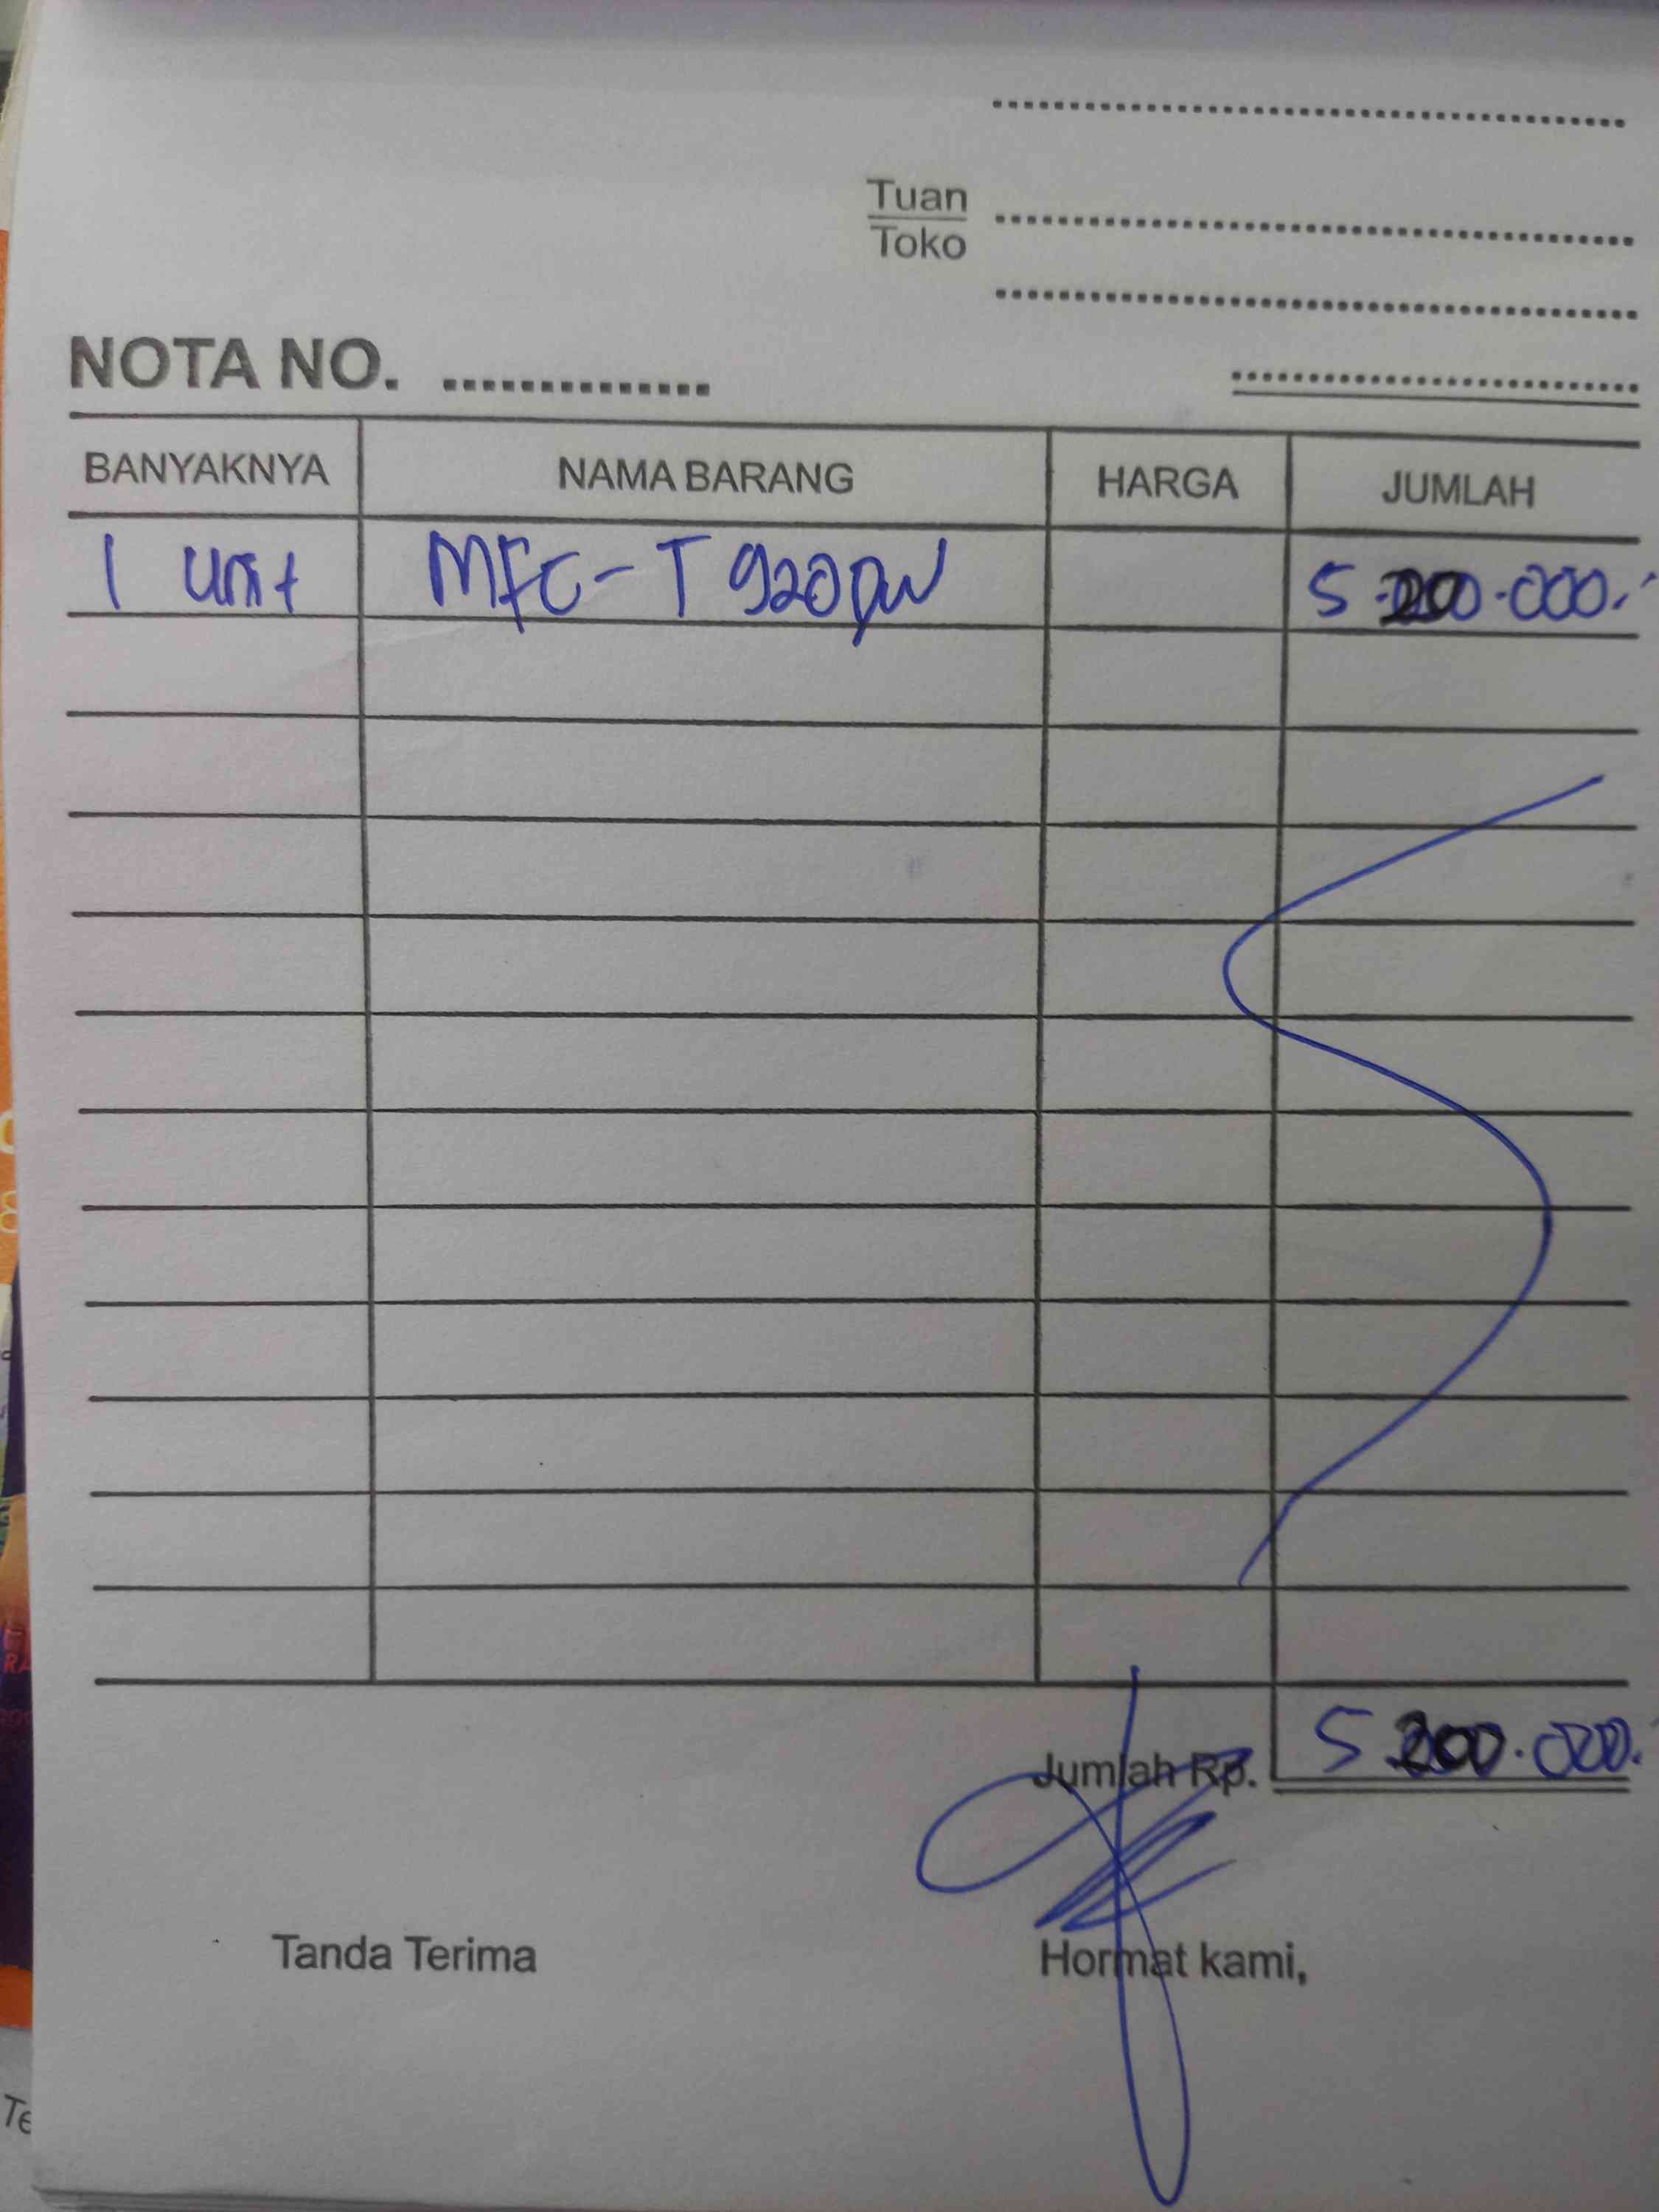 Tuan
Toko
NOTA NO. ..............
BANYAKNYA NAMA BARANG HARGA JUMLAH
1 Unit MFC-T920DW 5.200.000.-
Jumlah Rp. 5.200.000.
Tanda Terima Hormat kami,
Te